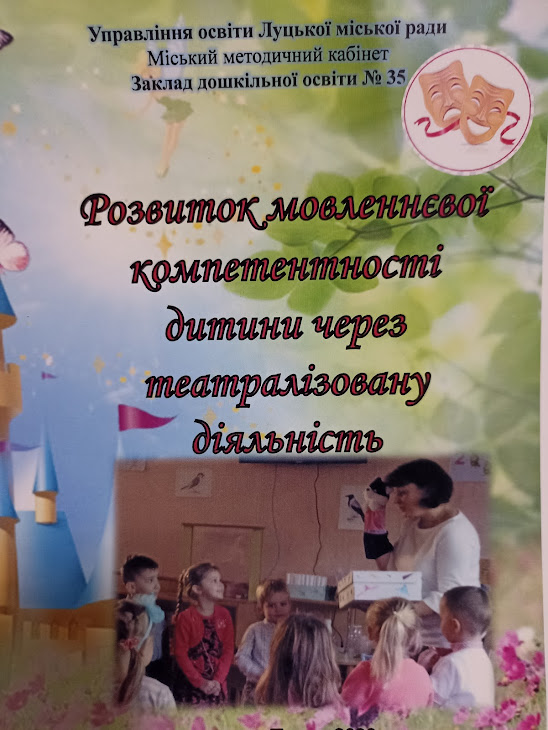 Управління освіти Луцької міської ради
Міський методичний кабінет
Заклад дошкільної освіти № 35
Розвиток мовленнєвої
компетентності
дитини через
театралізовану
діяльність